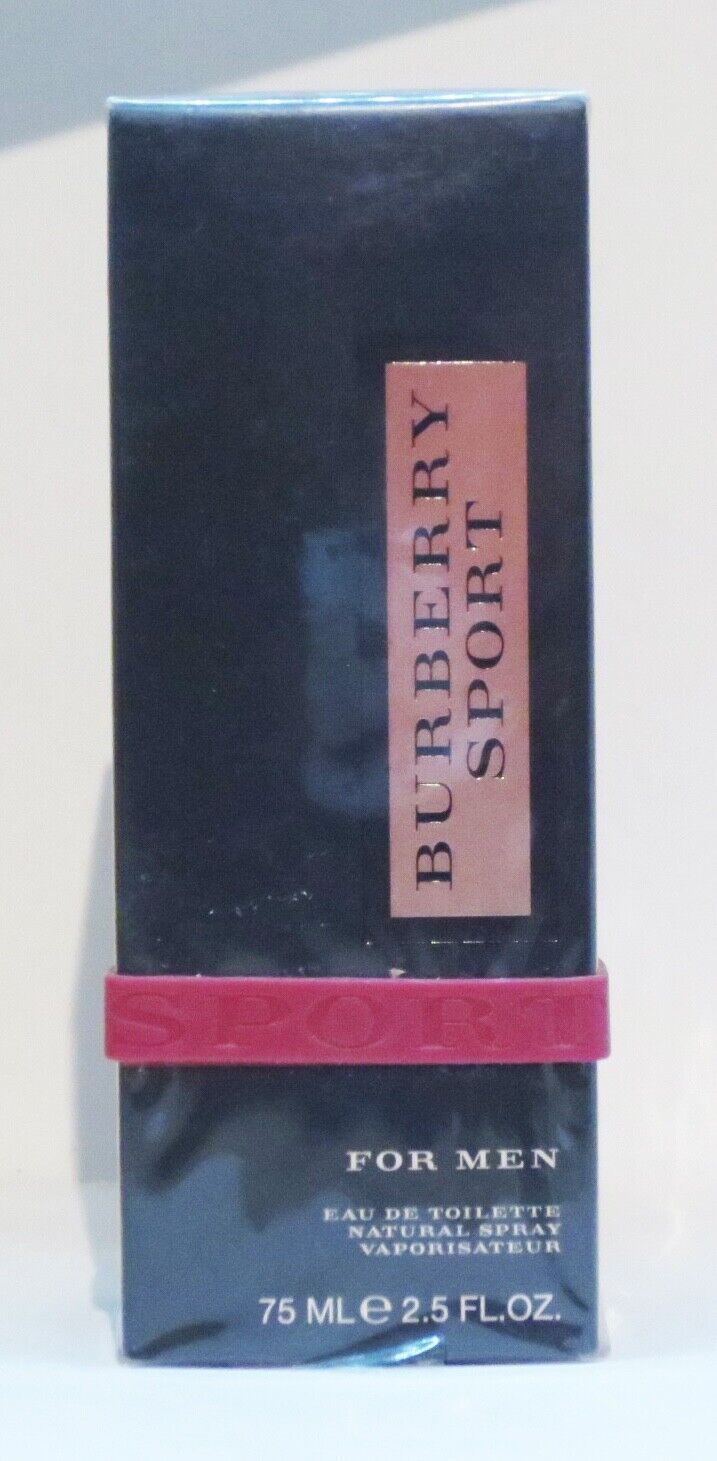 BURBERRY
SPORT
SPORT
FOR MEN
EAU DE TOILETTE
NATURAL SPRAY
VAPORISATEUR
75 ML e 2.5 FL.OZ.